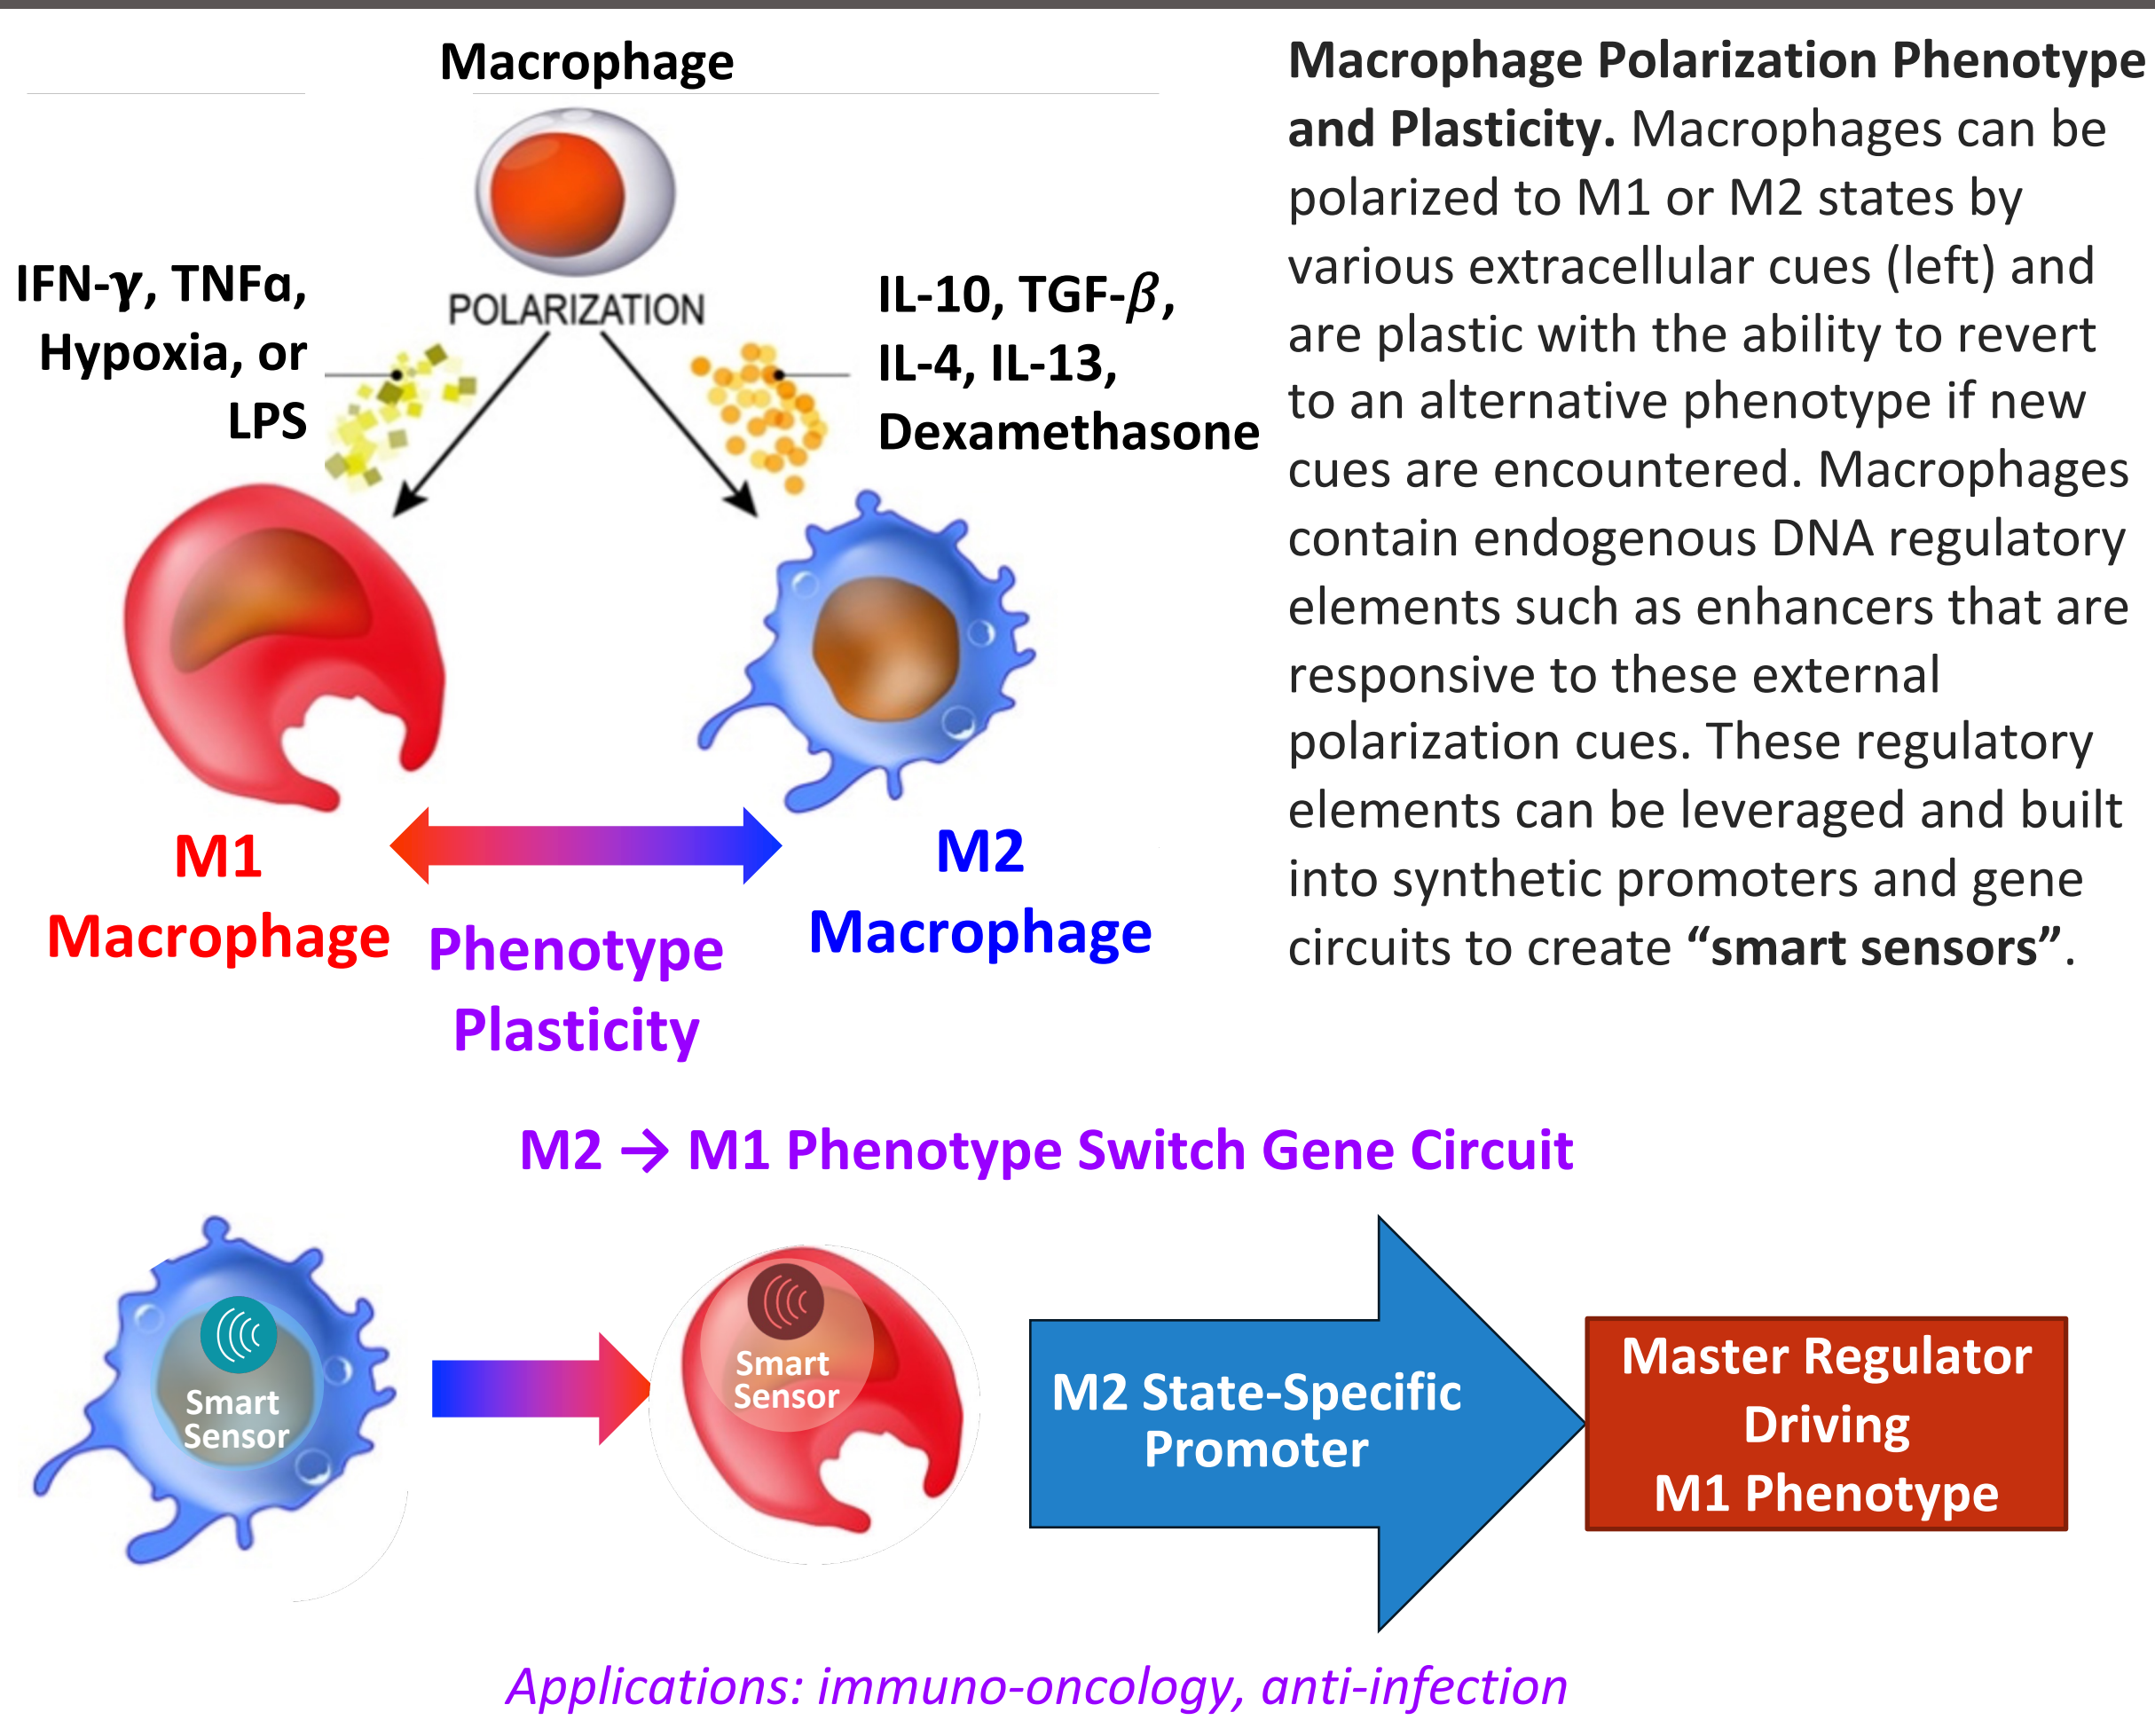 Macrophage
POLARIZATION
IFN-γ, TNFα,
Hypoxia, or
LPS
IL-10, TGF-β,
IL-4, IL-13,
Dexamethasone
M1
Macrophage
Phenotype
Plasticity
M2
Macrophage
Macrophage Polarization Phenotype
and Plasticity. Macrophages can be
polarized to M1 or M2 states by
various extracellular cues (left) and
are plastic with the ability to revert
to an alternative phenotype if new
cues are encountered. Macrophages
contain endogenous DNA regulatory
elements such as enhancers that are
responsive to these external
polarization cues. These regulatory
elements can be leveraged and built
into synthetic promoters and gene
circuits to create “smart sensors”.
M2 → M1 Phenotype Switch Gene Circuit
Smart
Sensor
Smart
Sensor
M2 State-Specific
Promoter
Master Regulator
Driving
M1 Phenotype
Applications: immuno-oncology, anti-infection